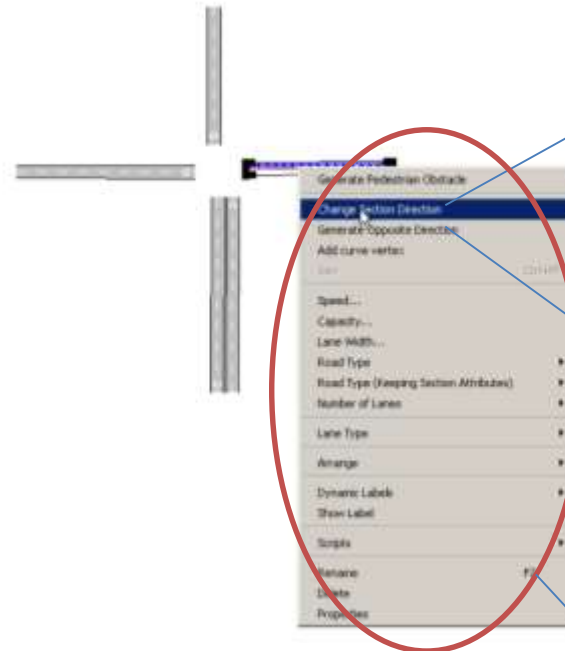 Generate Pedestrian Obstacle
Change Section Direction
Generate Opposite Direction
Add curve vertex
Speed...
Capacity...
Lane Width...
Road Type
Road Type (Keeping Section Attributes)
Number of Lanes
Lane Type
Arrange
Dynamic Labels
Show Label
Scripts
Rename F2
Delete
Properties